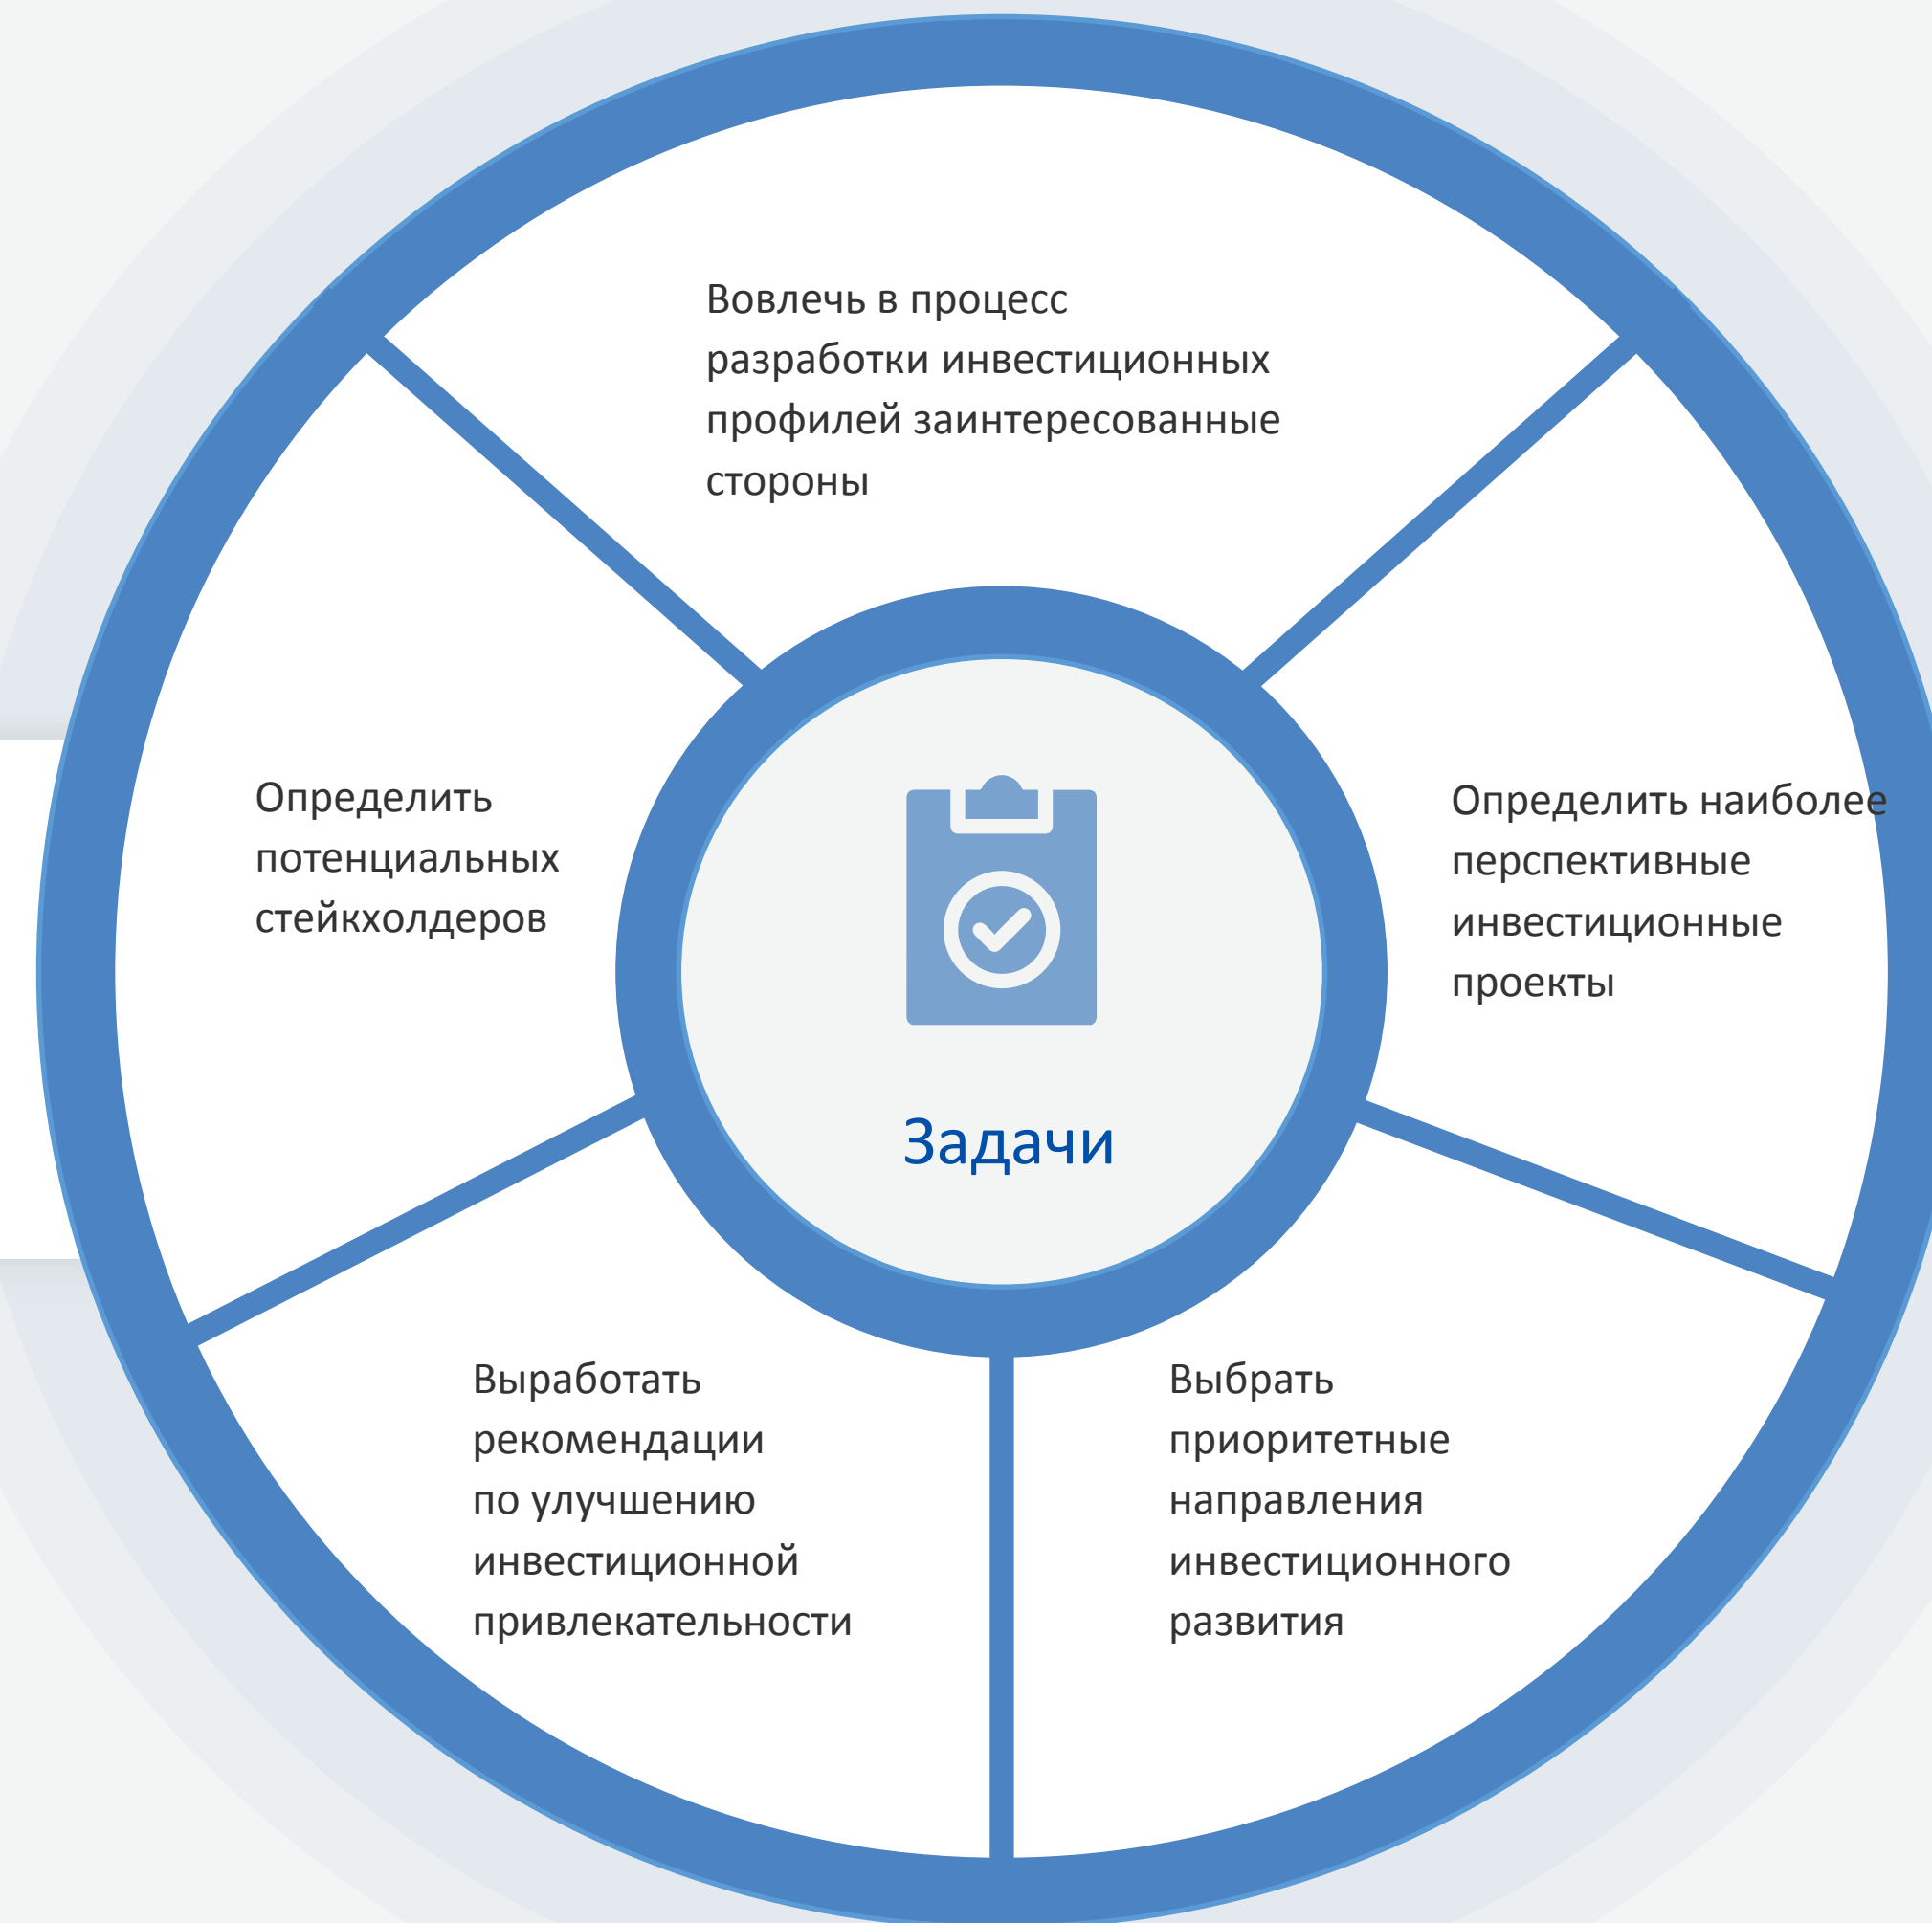 Вовлечь в процесс
разработки инвестиционных
профилей заинтересованные
стороны
Определить
потенциальных
стейкхолдеров
Определить наиболее
перспективные
инвестиционные
проекты
Задачи
Выработать
рекомендации
по улучшению
инвестиционной
привлекательности
Выбрать
приоритетные
направления
инвестиционного
развития